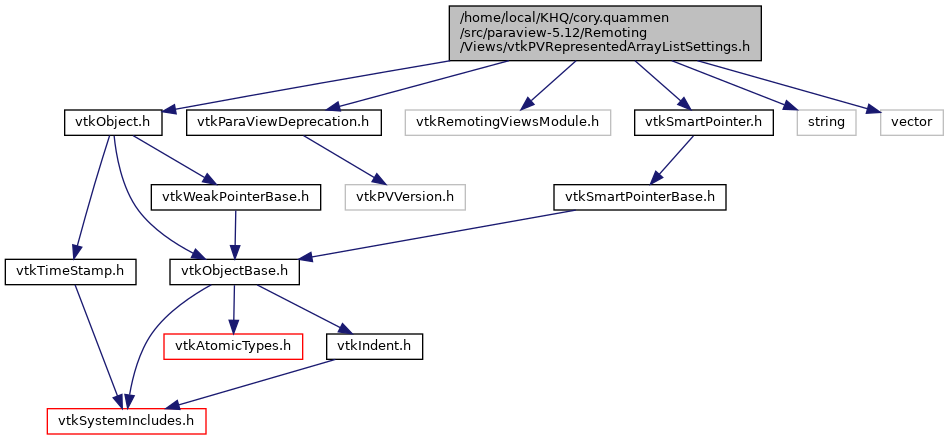 /home/local/KHQ/cory.quammen
/src/paraview-5.12/Remoting
/Views/vtkPVRepresentedArrayListSettings.h
vtkObject.h
vtkParaViewDeprecation.h
vtkRemotingViewsModule.h
vtkSmartPointer.h
string
vector
vtkWeakPointerBase.h
vtkPVVersion.h
vtkSmartPointerBase.h
vtkTimeStamp.h
vtkObjectBase.h
vtkAtomicTypes.h
vtkIndent.h
vtkSystemIncludes.h